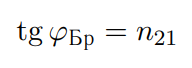 tg φ_Бр = n_21